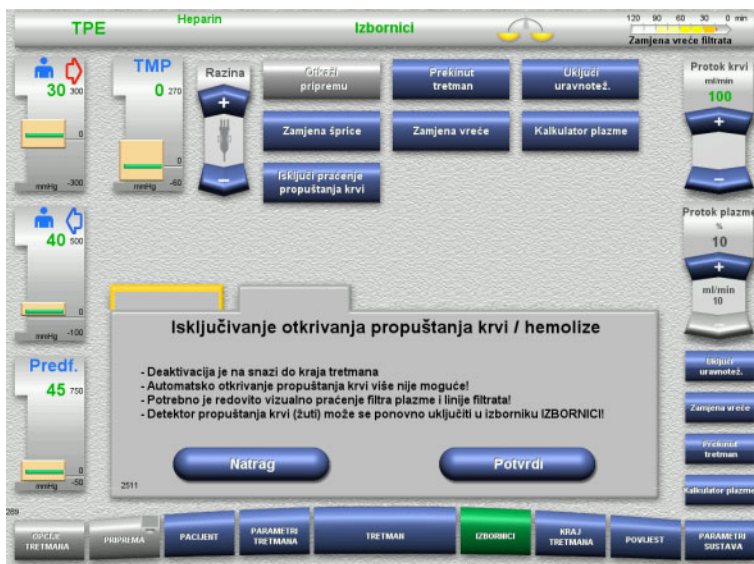 TPE
Heparin
Izbornici
120 90 60 30 0 min
Zamjena vreće filtrata
30 300
0
mmHg -300
TMP
0 270
0
mmHg -60
Razina
+
–
Otkaži
pripremu
Prekinut
tretman
Uključi
uravnotež.
Zamjena šprice
Zamjena vreće
Kalkulator plazme
Isključi praćenje
propuštanja krvi
Protok krvi
ml/min
100
+
–
40 500
0
mmHg -100
Protok plazme
%
10
+
ml/min
10
–
Predf.
45 750
0
mmHg -50
Isključivanje otkrivanja propuštanja krvi / hemolize
- Deaktivacija je na snazi do kraja tretmana
- Automatsko otkrivanje propuštanja krvi više nije moguće!
- Potrebno je redovito vizualno praćenje filtra plazme i linije filtrata!
- Detektor propuštanja krvi (žuti) može se ponovno uključiti u izborniku IZBORNICI!
Natrag
Potvrdi
2511
Uključi
uravnotež.
Zamjena vreće
Prekinut
tretman
Kalkulator plazme
289
OPCIJE
TRETMANA
PRIPREMA
PACIJENT
PARAMETRI
TRETMANA
TRETMAN
IZBORNICI
KRAJ
TRETMANA
POVIJEST
PARAMETRI
SUSTAVA